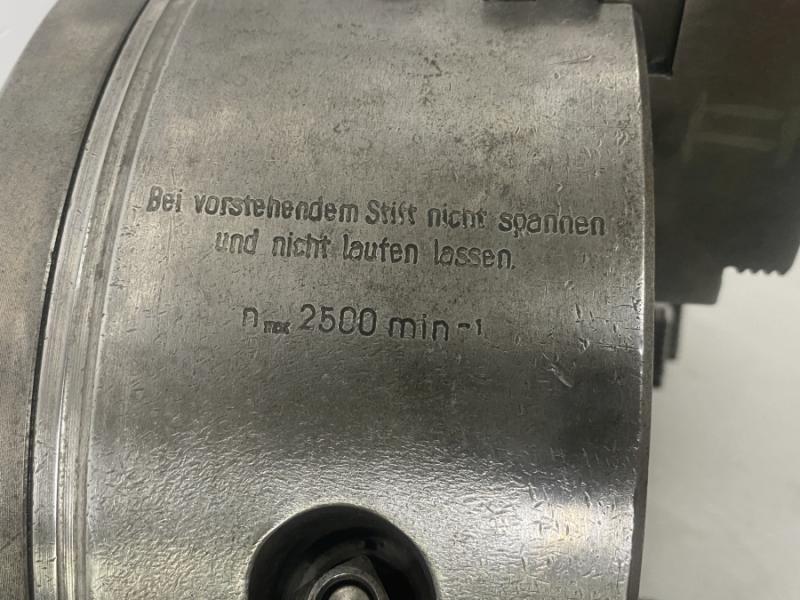 Bei vorstehendem Stift nicht spannen
und nicht laufen lassen.
n max 2500 min⁻¹